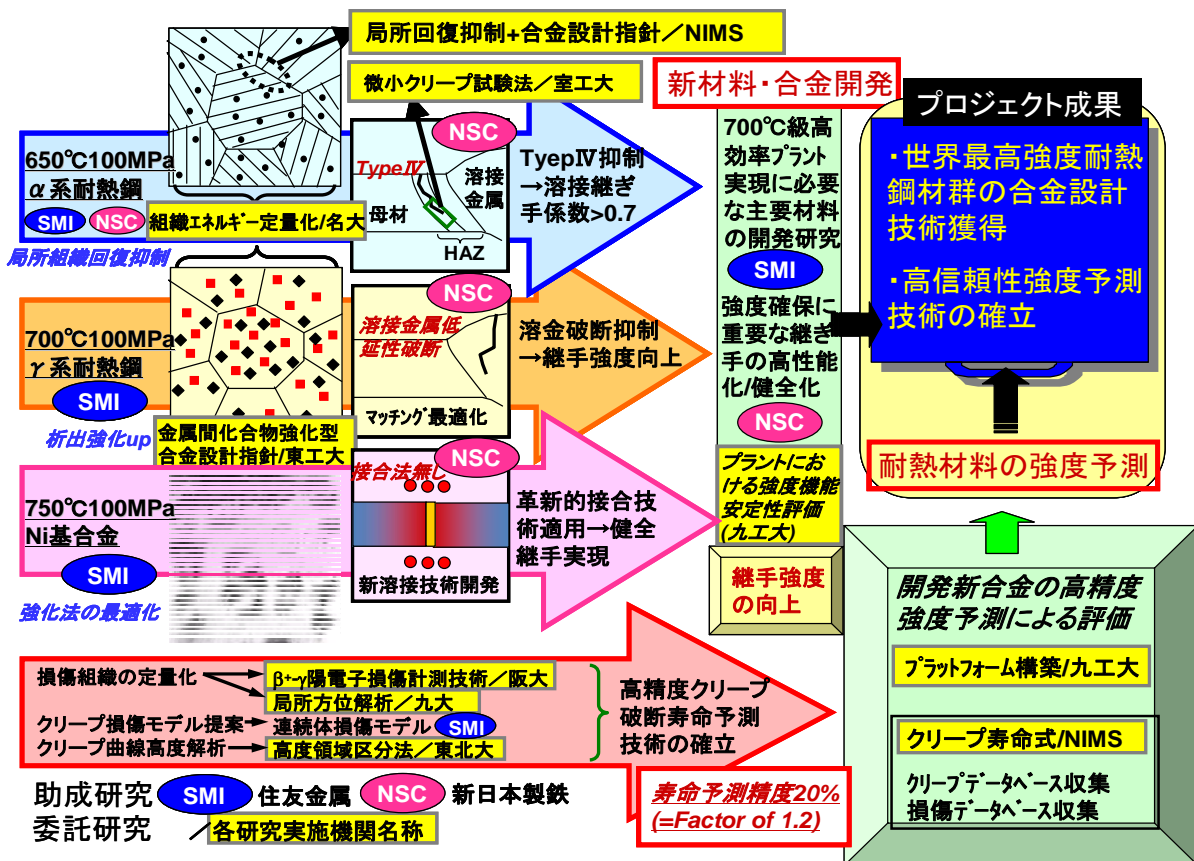 局所回復抑制+合金設計指針／NIMS
微小クリープ試験法／室工大
650℃100MPa
α系耐熱鋼
SMI
NSC
組織エネルギー定量化/名大
局所組織回復抑制
NSC
TypeⅣ
溶接
金属
母材
HAZ
TyepⅣ抑制
→溶接継ぎ
手係数>0.7
700℃100MPa
γ系耐熱鋼
SMI
析出強化up
金属間化合物強化型
合金設計指針/東工大
NSC
溶接金属低
延性破断
マッチング最適化
溶金破断抑制
→継手強度向上
750℃100MPa
Ni基合金
SMI
強化法の最適化
NSC
接合法無し
新溶接技術開発
革新的接合技
術適用→健全
継手実現
新材料・合金開発
700℃級高
効率プラント
実現に必要
な主要材料
の開発研究
SMI
強度確保に
重要な継ぎ
手の高性能
化/健全化
NSC
プラントにお
ける強度機能
安定性評価
(九工大)
継手強度
の向上
プロジェクト成果
・世界最高強度耐熱
鋼材群の合金設計
技術獲得
・高信頼性強度予測
技術の確立
耐熱材料の強度予測
開発新合金の高精度
強度予測による評価
プラットフォーム構築/九工大
クリープ寿命式/NIMS
クリープデータベース収集
損傷データベース収集
損傷組織の定量化
β+-γ陽電子損傷計測技術／阪大
局所方位解析／九大
クリープ損傷モデル提案
連続体損傷モデル
SMI
クリープ曲線高度解析
高度領域区分法／東北大
高精度クリープ
破断寿命予測
技術の確立
寿命予測精度20%
(=Factor of 1.2)
助成研究 SMI 住友金属 NSC 新日本製鉄
委託研究 ／各研究実施機関名称